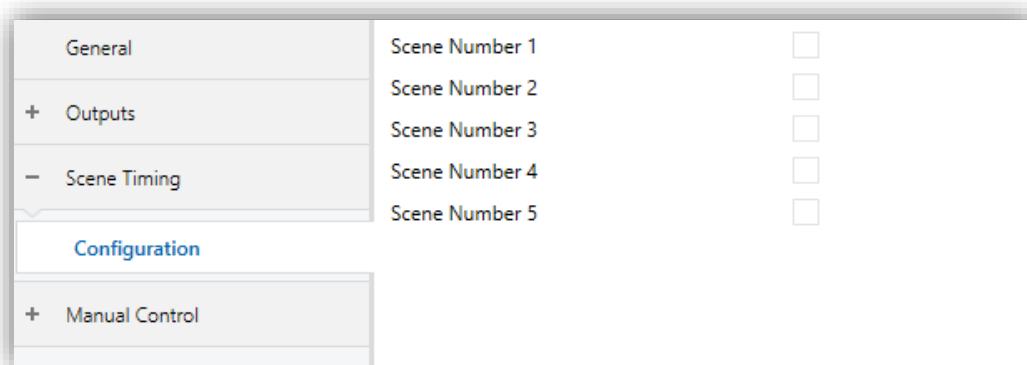 General
+ Outputs
− Scene Timing
Configuration
+ Manual Control
Scene Number 1
Scene Number 2
Scene Number 3
Scene Number 4
Scene Number 5